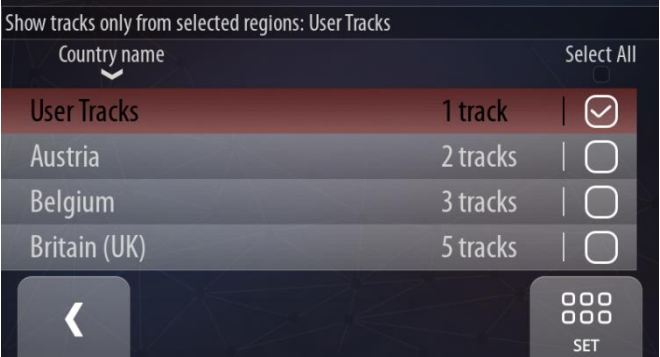 Show tracks only from selected regions: User Tracks
Country name Select All
User Tracks 1 track
Austria 2 tracks
Belgium 3 tracks
Britain (UK) 5 tracks
SET